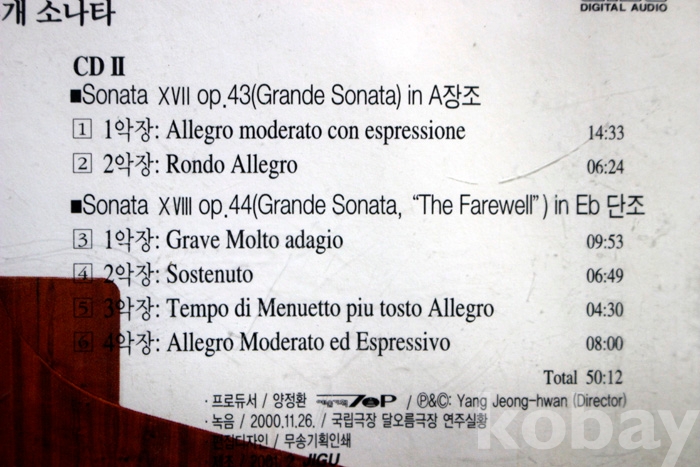 개 소나타
DIGITAL AUDIO
CD Ⅱ
■Sonata XVII op.43(Grande Sonata) in A장조
1 1악장: Allegro moderato con espressione 14:33
2 2악장: Rondo Allegro 06:24
■Sonata XVIII op.44(Grande Sonata, “The Farewell”) in Eb 단조
3 1악장: Grave Molto adagio 09:53
4 2악장: Sostenuto 06:49
5 3악장: Tempo di Menuetto piu tosto Allegro 04:30
6 4악장: Allegro Moderato ed Espressivo 08:00
Total 50:12
· 프로듀서 / 양정환 / ℗&©: Yang Jeong-hwan (Director)
· 녹음 / 2000.11.26. / 국립극장 달오름극장 연주실황
디자인 / 무송기획인쇄
JIGU
kobay